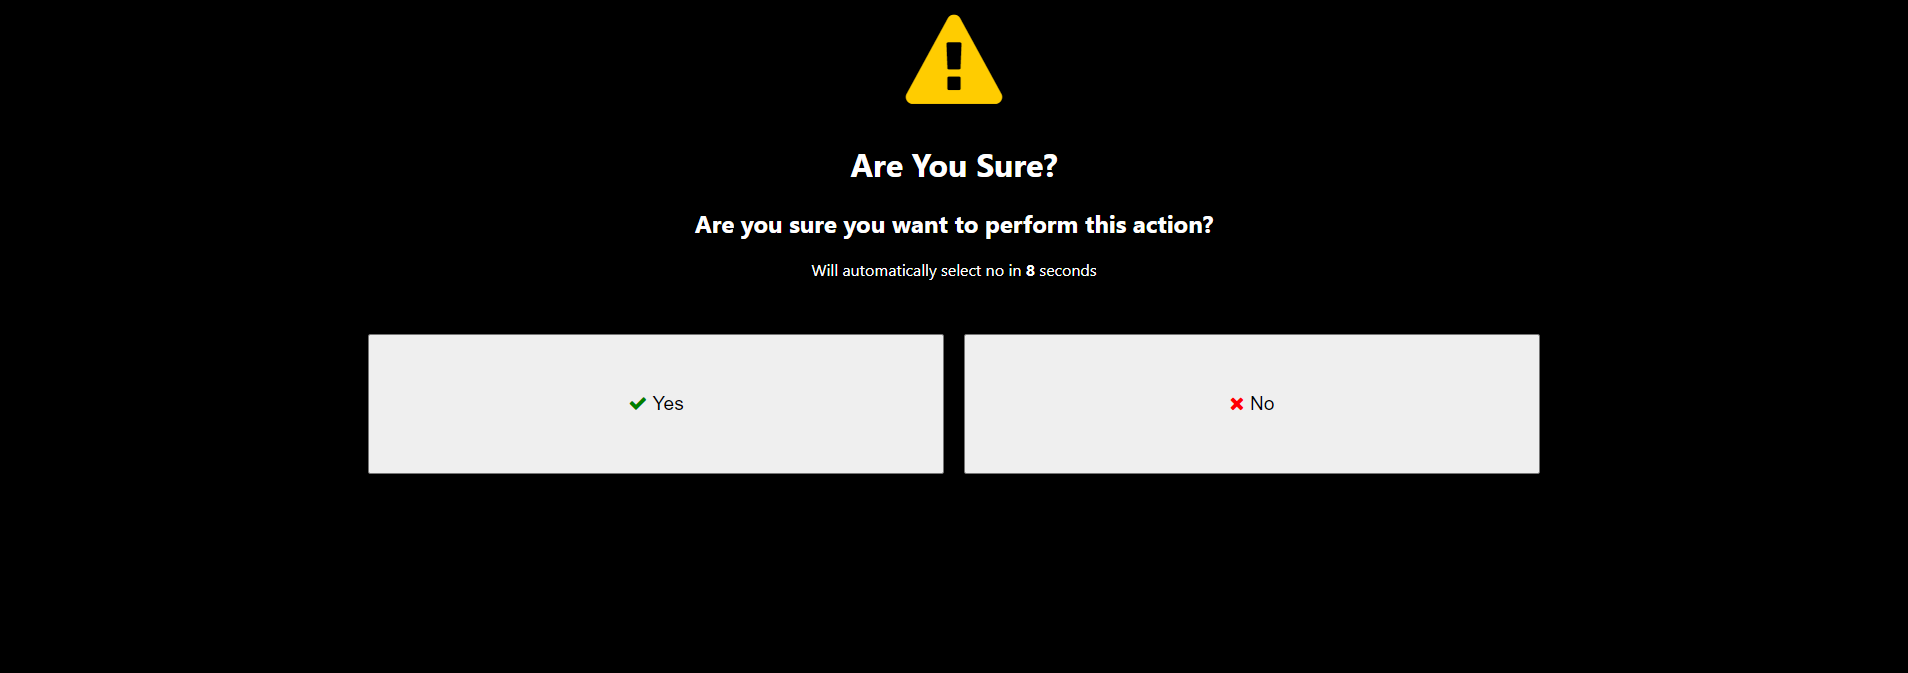 Are You Sure?
Are you sure you want to perform this action?
Will automatically select no in 8 seconds
Yes
No